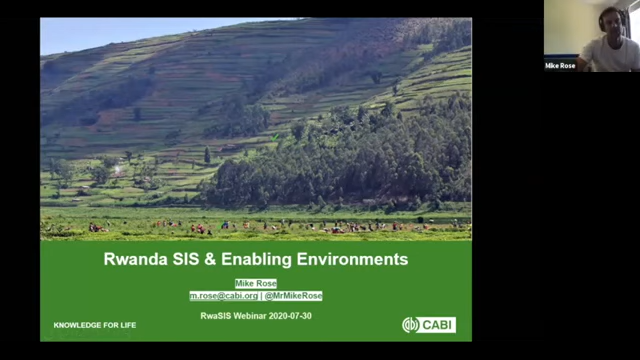 Mike Rose
Rwanda SIS & Enabling Environments
Mike Rose
m.rose@cabi.org | @MrMikeRose
RwaSIS Webinar 2020-07-30
KNOWLEDGE FOR LIFE
CABI